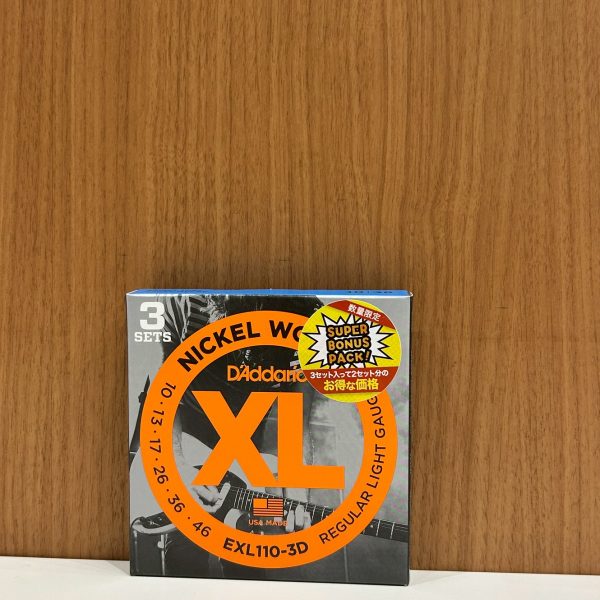 3
SETS
NICKEL WO
D'Addario
XL
10·13·17·26·36·46
USA MADE
EXL110-3D
REGULAR LIGHT GAUG
数量限定
SUPER
BONUS
PACK!
3セット入って2セット分の
お得な価格